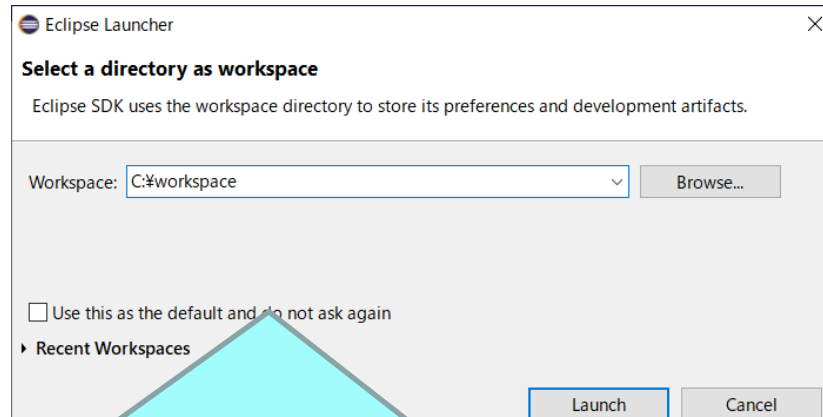 Eclipse Launcher
Select a directory as workspace
Eclipse SDK uses the workspace directory to store its preferences and development artifacts.
Workspace: C:¥workspace Browse...
Use this as the default and do not ask again
Recent Workspaces
Launch Cancel